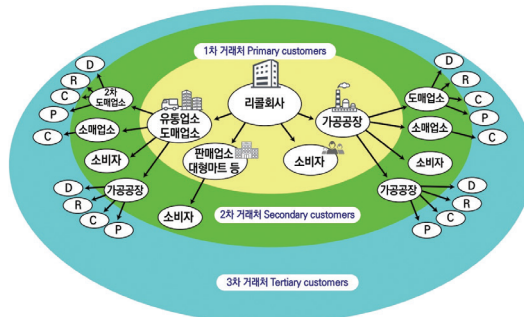 1차 거래처 Primary customers
리콜회사
유통업소
도매업소
가공공장
판매업소
대형마트 등
소비자
D
R
C
P
2차
도매업소
C
소매업소
소비자
가공공장
D
R
C
P
소비자
D
R
C
P
도매업소
소매업소
C
소비자
가공공장
D
R
C
P
2차 거래처 Secondary customers
3차 거래처 Tertiary customers